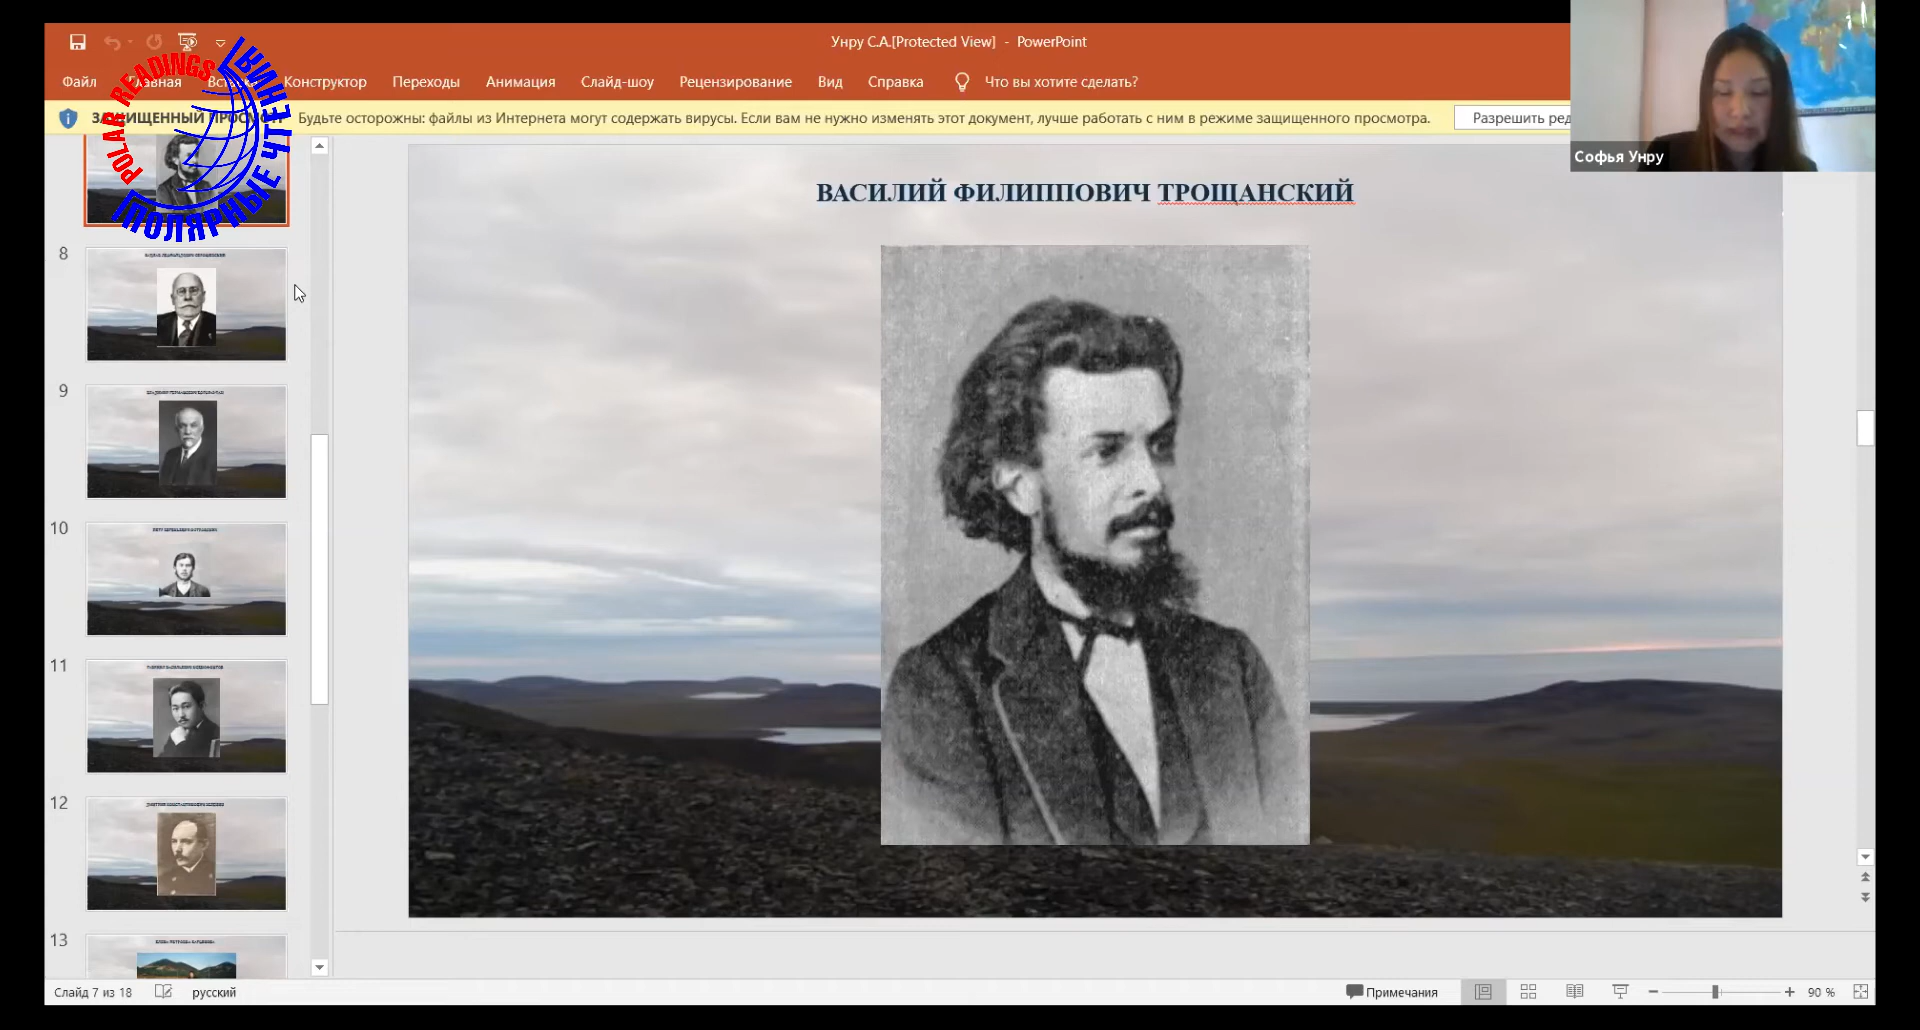 Унру С.А.[Protected View] - PowerPoint
Файл
Главная
Конструктор
Переходы
Анимация
Слайд-шоу
Рецензирование
Вид
Справка
Что вы хотите сделать?
POLAR READINGS
ПОЛЯРНЫЕ ЧТЕНИЯ
Будьте осторожны: файлы из Интернета могут содержать вирусы. Если вам не нужно изменять этот документ, лучше работать с ним в режиме защищенного просмотра.
Разрешить ред
Софья Унру
ВАСИЛИЙ ФИЛИППОВИЧ ТРОЩАНСКИЙ
8
9
10
11
12
13
Слайд 7 из 18
русский
Примечания
90 %